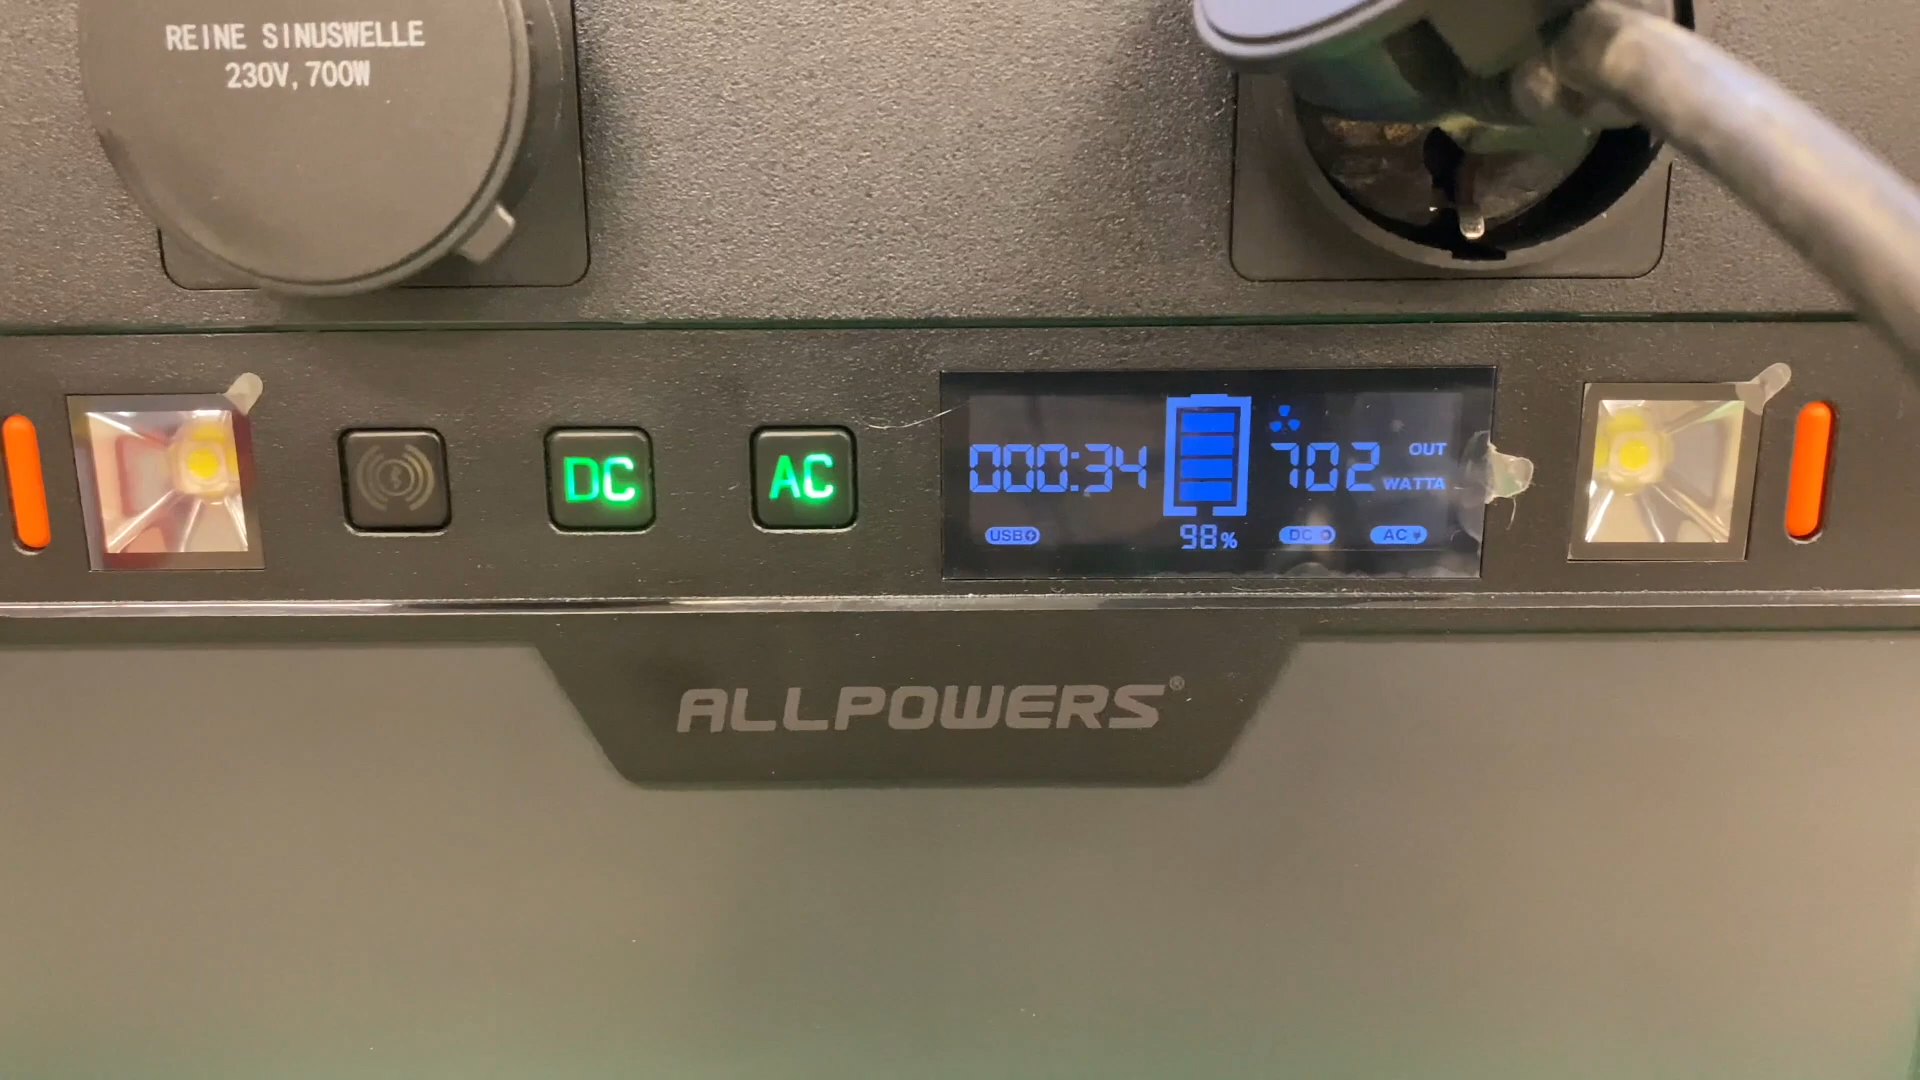 REINE SINUSWELLE
230V, 700W
DC
AC
000:34
702
OUT
WATTA
USB
98%
DC
AC
ALLPOWERS®